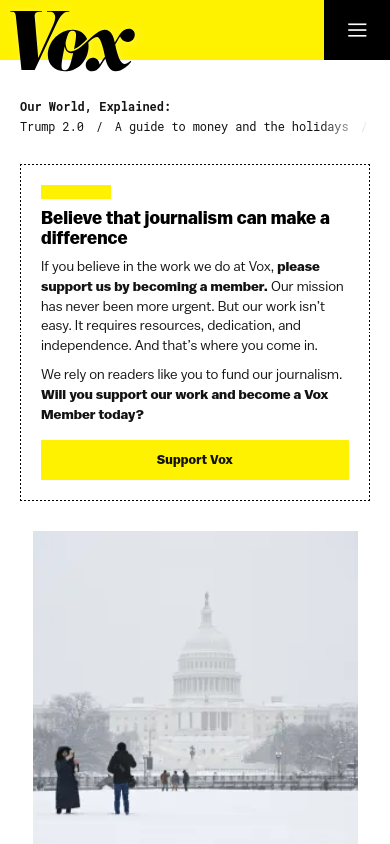 Vox
Our World, Explained:
Trump 2.0 / A guide to money and the holidays /
Believe that journalism can make a
difference
If you believe in the work we do at Vox, please
support us by becoming a member. Our mission
has never been more urgent. But our work isn’t
easy. It requires resources, dedication, and
independence. And that’s where you come in.
We rely on readers like you to fund our journalism.
Will you support our work and become a Vox
Member today?
Support Vox